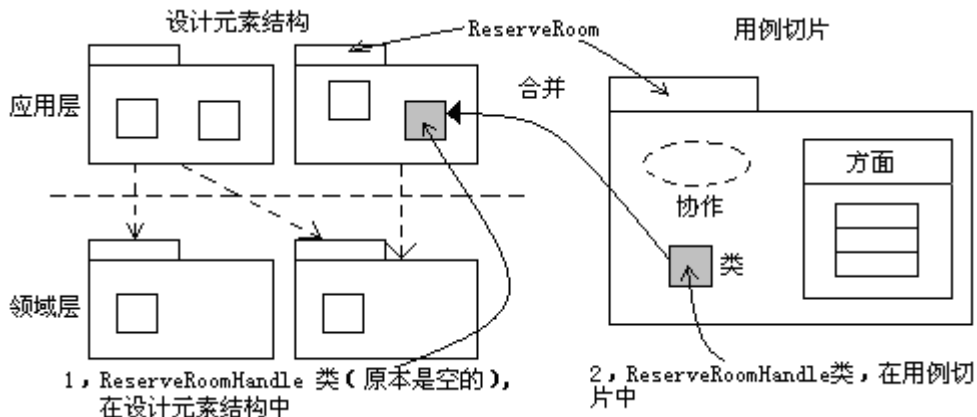 设计元素结构
ReserveRoom
用例切片
应用层
合并
方面
协作
类
领域层
1，ReserveRoomHandle 类（原本是空的），
在设计元素结构中
2，ReserveRoomHandle类，在用例切
片中